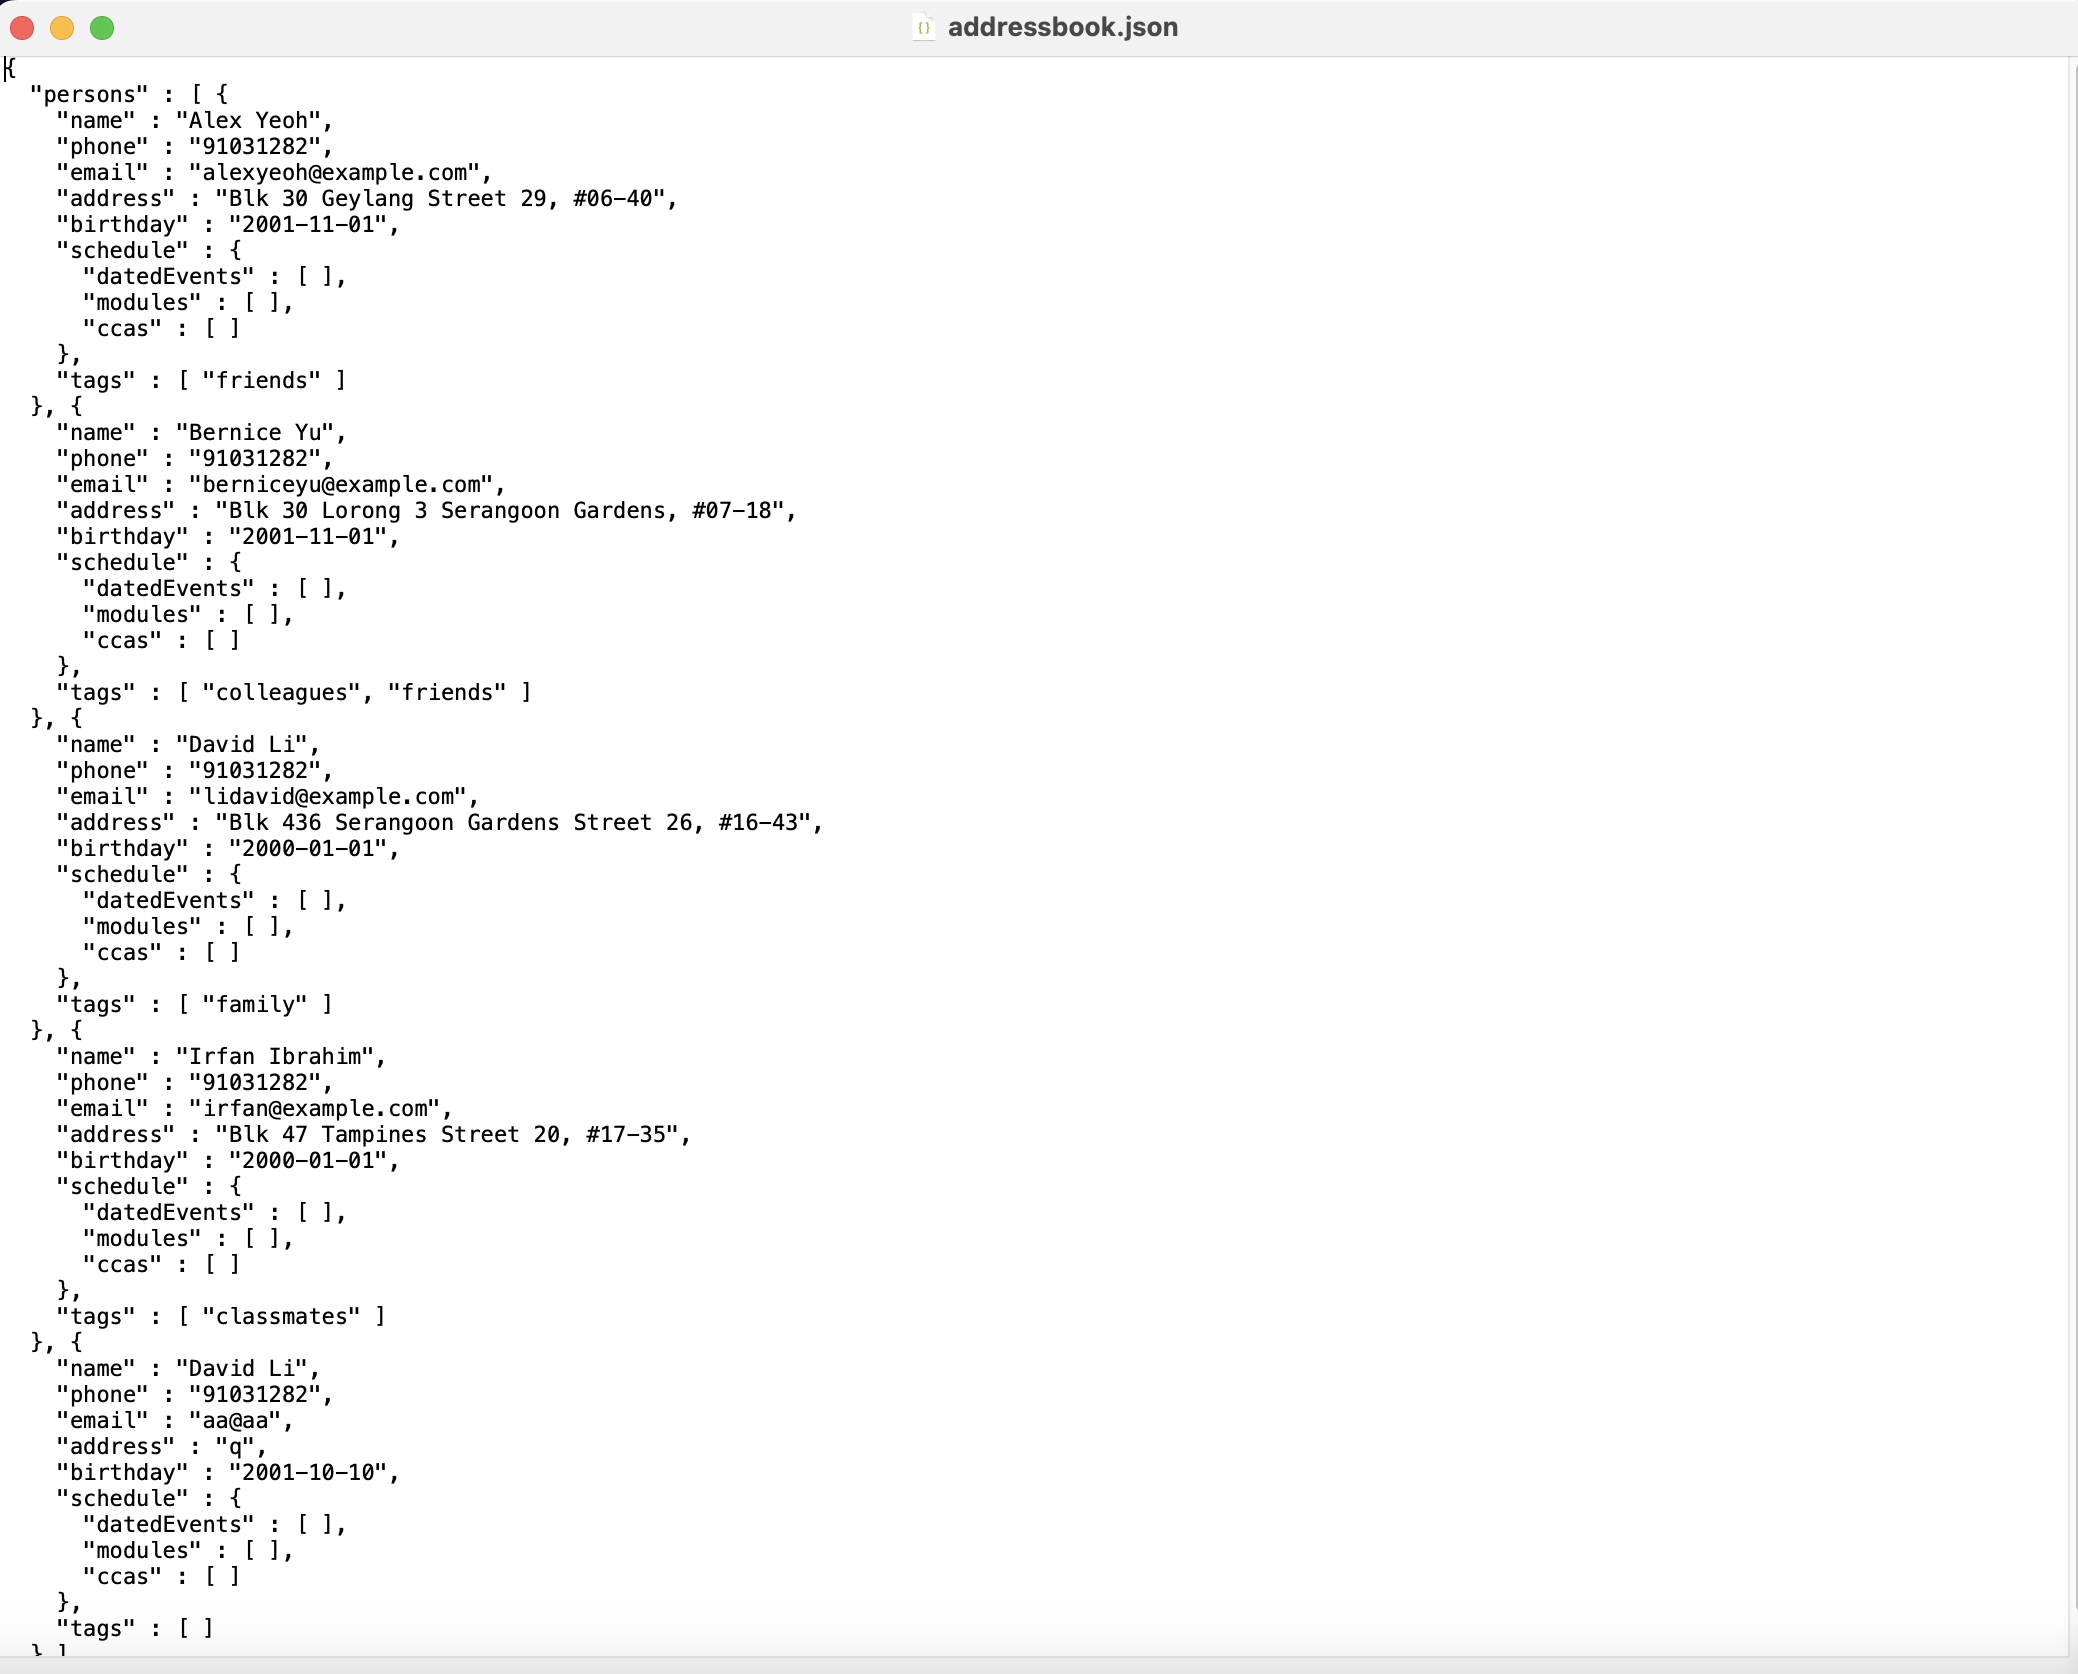 addressbook.json
{
  "persons" : [ {
    "name" : "Alex Yeoh",
    "phone" : "91031282",
    "email" : "alexyeoh@example.com",
    "address" : "Blk 30 Geylang Street 29, #06-40",
    "birthday" : "2001-11-01",
    "schedule" : {
      "datedEvents" : [ ],
      "modules" : [ ],
      "ccas" : [ ]
    },
    "tags" : [ "friends" ]
  }, {
    "name" : "Bernice Yu",
    "phone" : "91031282",
    "email" : "berniceyu@example.com",
    "address" : "Blk 30 Lorong 3 Serangoon Gardens, #07-18",
    "birthday" : "2001-11-01",
    "schedule" : {
      "datedEvents" : [ ],
      "modules" : [ ],
      "ccas" : [ ]
    },
    "tags" : [ "colleagues", "friends" ]
  }, {
    "name" : "David Li",
    "phone" : "91031282",
    "email" : "lidavid@example.com",
    "address" : "Blk 436 Serangoon Gardens Street 26, #16-43",
    "birthday" : "2000-01-01",
    "schedule" : {
      "datedEvents" : [ ],
      "modules" : [ ],
      "ccas" : [ ]
    },
    "tags" : [ "family" ]
  }, {
    "name" : "Irfan Ibrahim",
    "phone" : "91031282",
    "email" : "irfan@example.com",
    "address" : "Blk 47 Tampines Street 20, #17-35",
    "birthday" : "2000-01-01",
    "schedule" : {
      "datedEvents" : [ ],
      "modules" : [ ],
      "ccas" : [ ]
    },
    "tags" : [ "classmates" ]
  }, {
    "name" : "David Li",
    "phone" : "91031282",
    "email" : "aa@aa",
    "address" : "q",
    "birthday" : "2001-10-10",
    "schedule" : {
      "datedEvents" : [ ],
      "modules" : [ ],
      "ccas" : [ ]
    },
    "tags" : [ ]
  } ]